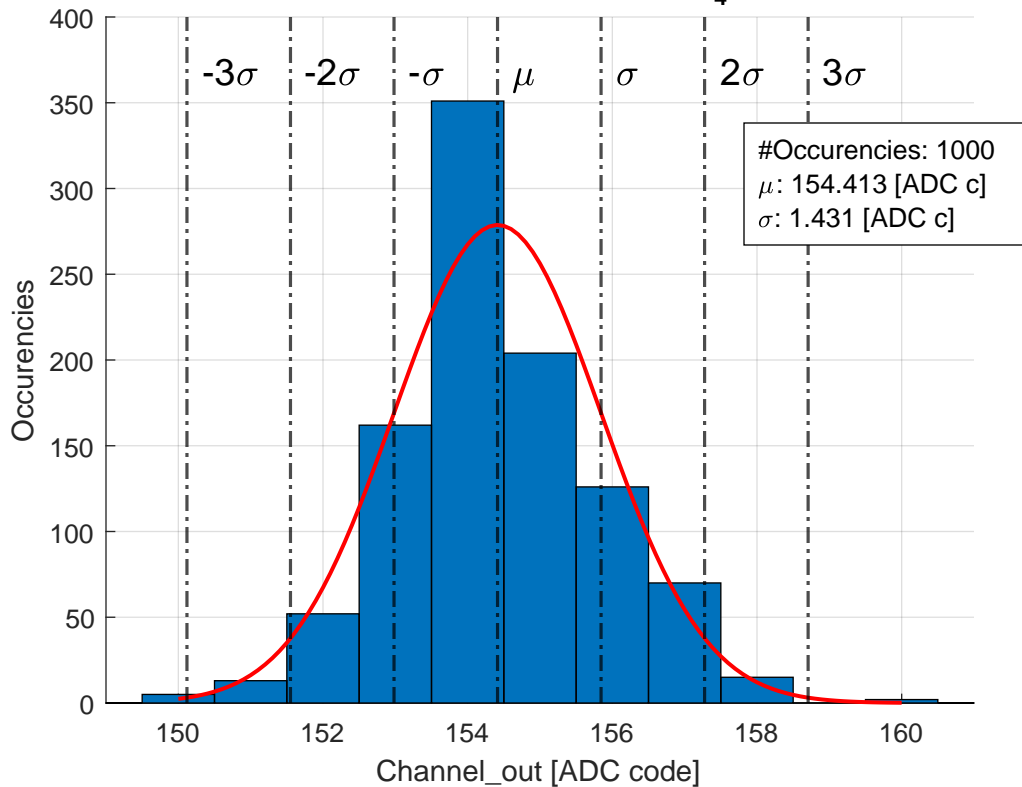 4
400
350
300
250
200
150
100
50
0
-3σ
-2σ
-σ
μ
σ
2σ
3σ
#Occurencies: 1000
μ: 154.413 [ADC c]
σ: 1.431 [ADC c]
Occurencies
150
152
154
156
158
160
Channel_out [ADC code]